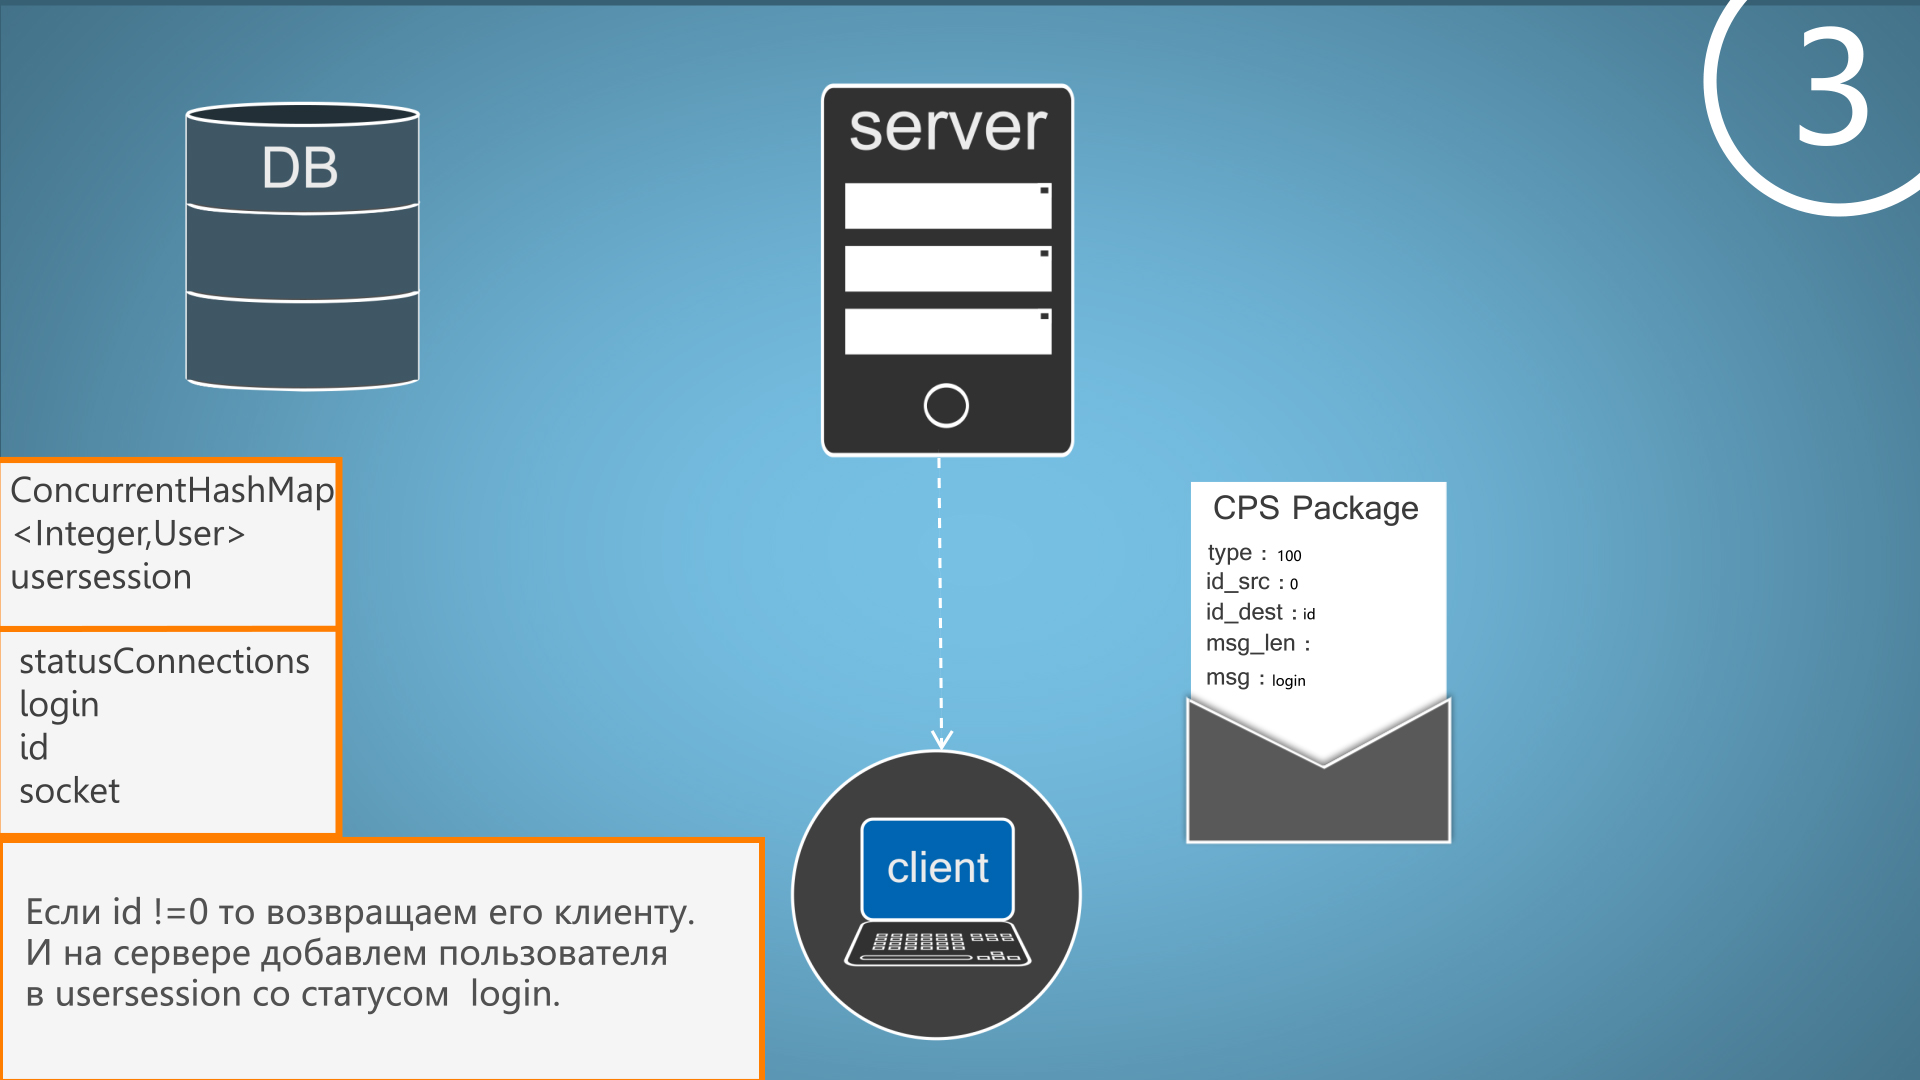 3
DB
server
ConcurrentHashMap
<Integer,User>
usersession
statusConnections
login
id
socket
CPS Package
type : 100
id_src : 0
id_dest : id
msg_len :
msg : login
client
Если id !=0 то возвращаем его клиенту.
И на сервере добавлем пользователя
в usersession со статусом login.